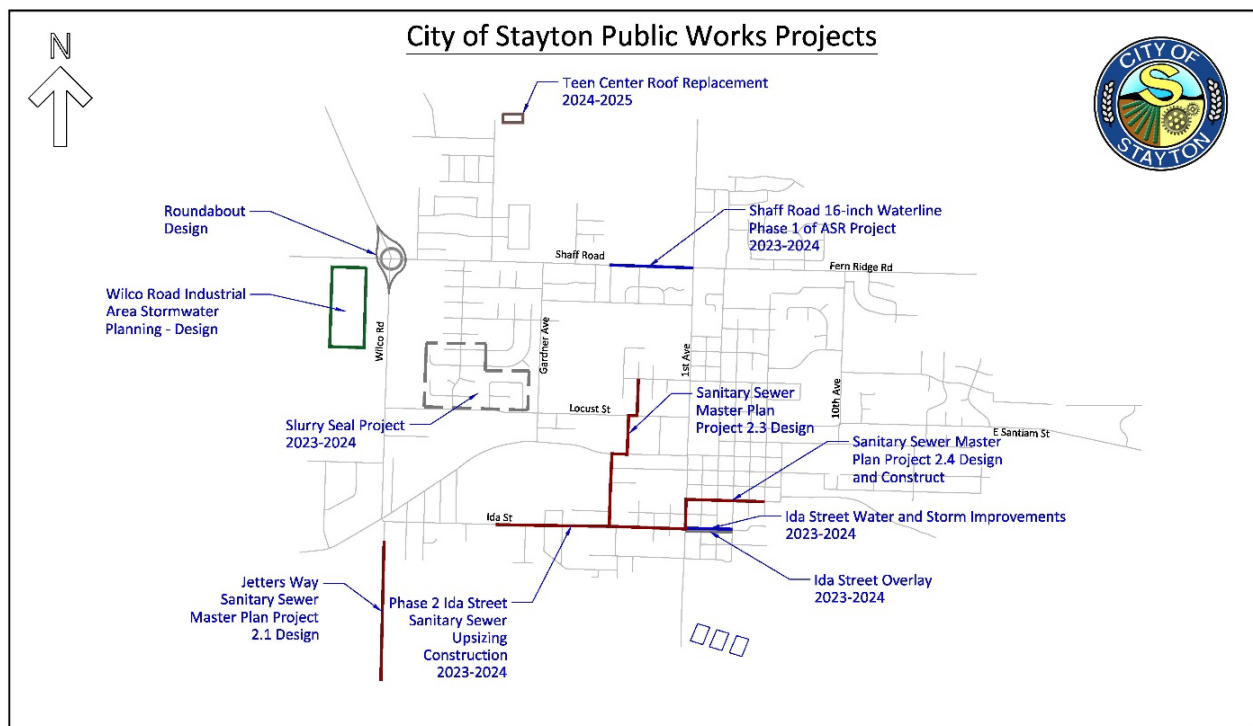 City of Stayton Public Works Projects
N
CITY OF
S
STAYTON
Teen Center Roof Replacement
2024-2025
Roundabout
Design
Shaff Road 16-inch Waterline
Phase 1 of ASR Project
2023-2024
Shaff Road
Fern Ridge Rd
Wilco Road Industrial
Area Stormwater
Planning - Design
Wilco Rd
Gardner Ave
1st Ave
10th Ave
Slurry Seal Project
2023-2024
Locust St
Sanitary Sewer
Master Plan
Project 2.3 Design
E Santiam St
Sanitary Sewer Master
Plan Project 2.4 Design
and Construct
Ida St
Ida Street Water and Storm Improvements
2023-2024
Ida Street Overlay
2023-2024
Jetters Way
Sanitary Sewer
Master Plan Project
2.1 Design
Phase 2 Ida Street
Sanitary Sewer
Upsizing
Construction
2023-2024